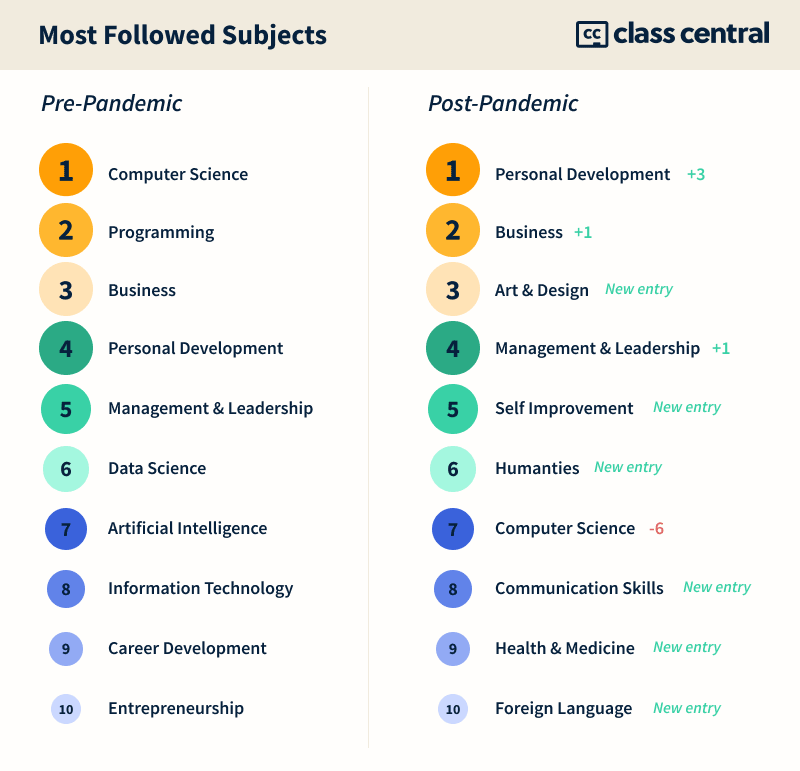 Most Followed Subjects
cc class central
Pre-Pandemic
1 Computer Science
2 Programming
3 Business
4 Personal Development
5 Management & Leadership
6 Data Science
7 Artificial Intelligence
8 Information Technology
9 Career Development
10 Entrepreneurship
Post-Pandemic
1 Personal Development +3
2 Business +1
3 Art & Design New entry
4 Management & Leadership +1
5 Self Improvement New entry
6 Humanties New entry
7 Computer Science -6
8 Communication Skills New entry
9 Health & Medicine New entry
10 Foreign Language New entry